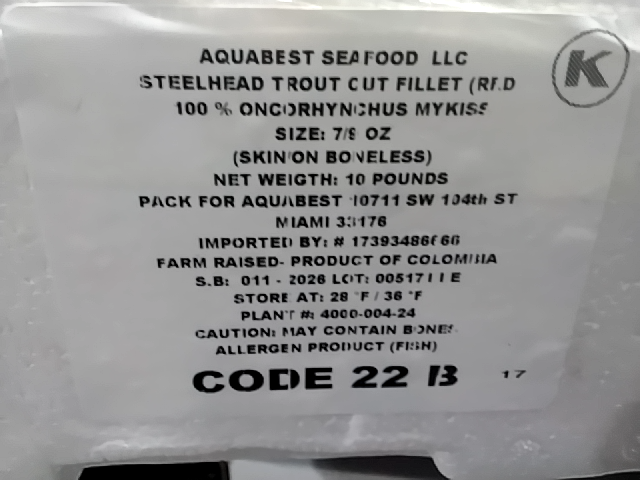 K
AQUABEST SEAFOOD LLC
STEELHEAD TROUT CUT FILLET (RED
100 % ONCORHYNCHUS MYKISS
SIZE: 7/9 OZ
(SKIN ON BONELESS)
NET WEIGTH: 10 POUNDS
PACK FOR AQUABEST 10711 SW 104th ST
MIAMI 33176
IMPORTED BY: #
FARM RAISED- PRODUCT OF COLOMBIA
S.B: 011 - 2026 LOT:
STORE AT: 28 °F / 36 °F
PLANT #: 4000-004-24
CAUTION: MAY CONTAIN BONES
ALLERGEN PRODUCT (FISH)
CODE 22 B 17